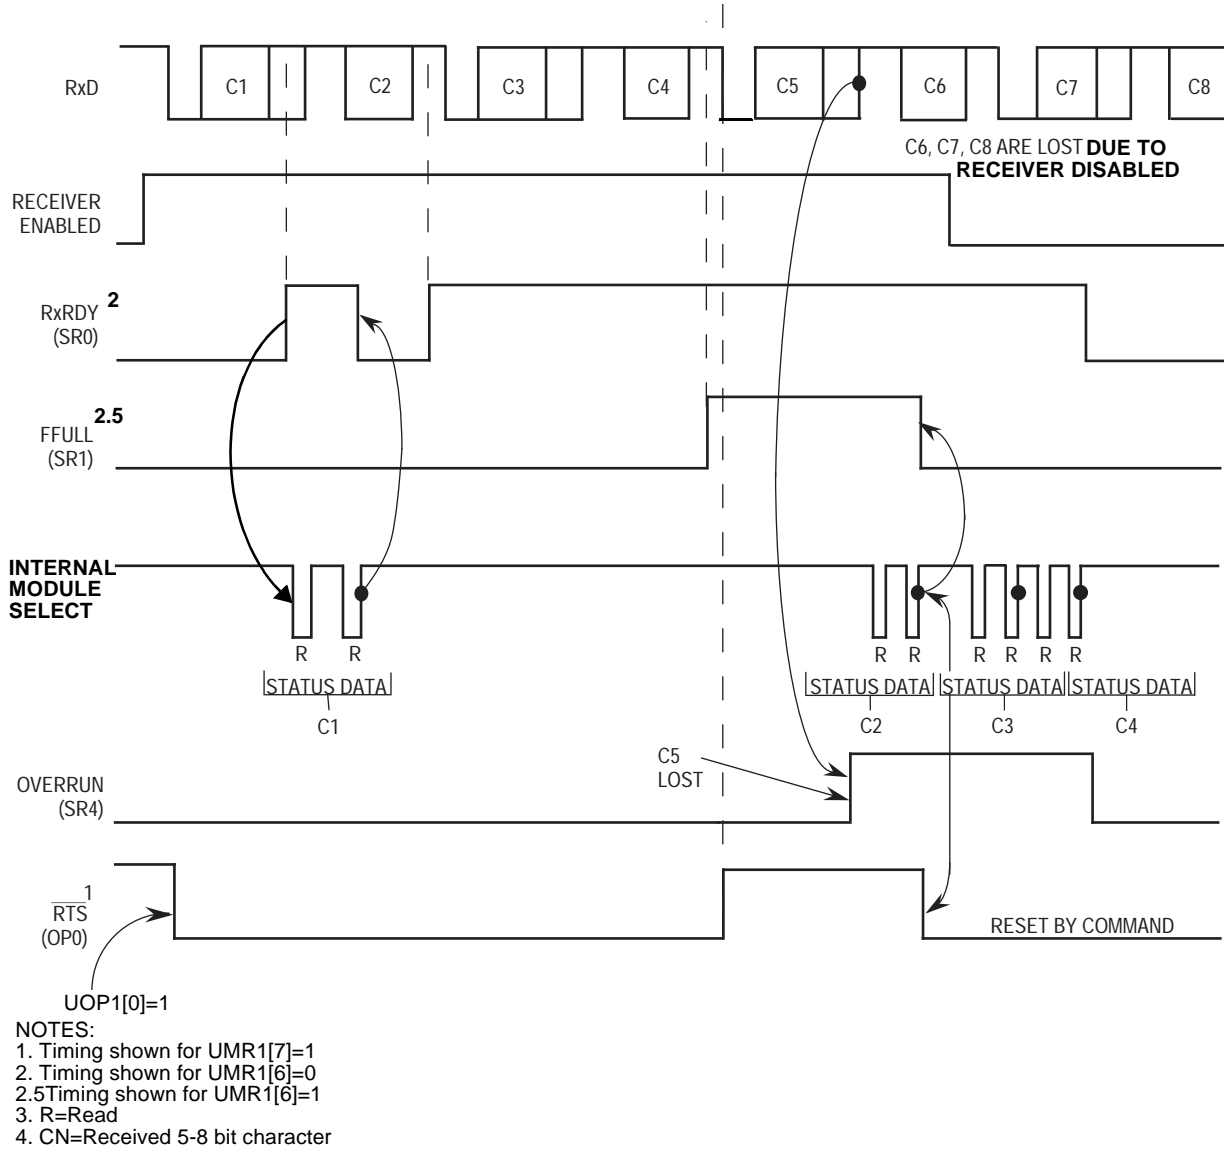 RxD
C1
C2
C3
C4
C5
C6
C7
C8
C6, C7, C8 ARE LOST DUE TO
RECEIVER DISABLED
RECEIVER
ENABLED
RxRDY 2
(SR0)
FFULL 2.5
(SR1)
INTERNAL
MODULE
SELECT
R R R R R R R R
STATUS DATA STATUS DATA STATUS DATA STATUS DATA
C1 C2 C3 C4
C5
LOST
OVERRUN
(SR4)
RTS 1
(OP0)
RESET BY COMMAND
UOP1[0]=1
NOTES:
1. Timing shown for UMR1[7]=1
2. Timing shown for UMR1[6]=0
2.5Timing shown for UMR1[6]=1
3. R=Read
4. CN=Received 5-8 bit character